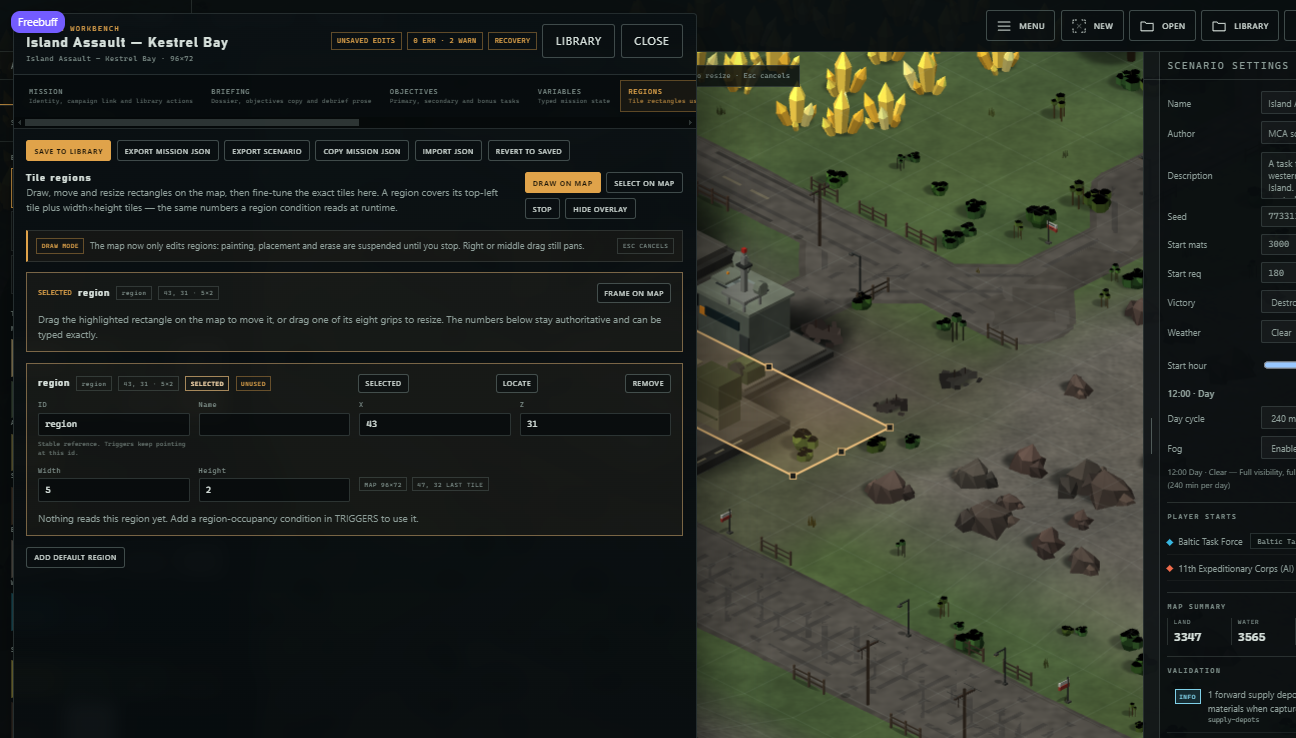 Freebuff
WORKBENCH
Island Assault — Kestrel Bay
Island Assault — Kestrel Bay · 96×72
UNSAVED EDITS
0 ERR · 2 WARN
RECOVERY
LIBRARY
CLOSE
MENU
NEW
OPEN
LIBRARY
MISSION
Identity, campaign link and library actions
BRIEFING
Dossier, objectives copy and debrief prose
OBJECTIVES
Primary, secondary and bonus tasks
VARIABLES
Typed mission state
REGIONS
Tile rectangles us
o resize · Esc cancels
SAVE TO LIBRARY
EXPORT MISSION JSON
EXPORT SCENARIO
COPY MISSION JSON
IMPORT JSON
REVERT TO SAVED
Tile regions
Draw, move and resize rectangles on the map, then fine-tune the exact tiles here. A region covers its top-left
tile plus width×height tiles — the same numbers a region condition reads at runtime.
DRAW ON MAP
SELECT ON MAP
STOP
HIDE OVERLAY
DRAW MODE
The map now only edits regions: painting, placement and erase are suspended until you stop. Right or middle drag still pans.
ESC CANCELS
SELECTED region
region
43, 31 · 5×2
FRAME ON MAP
Drag the highlighted rectangle on the map to move it, or drag one of its eight grips to resize. The numbers below stay authoritative and can be
typed exactly.
region
region
43, 31 · 5×2
SELECTED
UNUSED
SELECTED
LOCATE
REMOVE
ID
Name
X
Z
region
43
31
Stable reference. Triggers keep pointing
at this id.
Width
Height
5
2
MAP 96×72
47, 32 LAST TILE
Nothing reads this region yet. Add a region-occupancy condition in TRIGGERS to use it.
ADD DEFAULT REGION
SCENARIO SETTINGS
Name
Island A
Author
MCA sc
Description
A task
western
Island.
Seed
77331
Start mats
3000
Start req
180
Victory
Destro
Weather
Clear
Start hour
12:00 · Day
Day cycle
240 m
Fog
Enable
12:00 Day · Clear — Full visibility, ful
(240 min per day)
PLAYER STARTS
Baltic Task Force
Baltic Ta
11th Expeditionary Corps (AI)
MAP SUMMARY
LAND
WATER
3347
3565
VALIDATION
INFO
1 forward supply depo
materials when captur
supply-depots